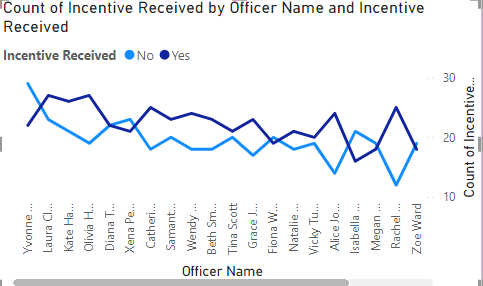 Count of Incentive Received by Officer Name and Incentive
Received
Incentive Received No Yes
30
20
10
Count of Incentive...
Yvonne ...
Laura Cl...
Kate Ha...
Olivia H...
Diana T...
Xena Pe...
Catheri...
Samant...
Wendy ...
Beth Sm...
Tina Scott
Grace J...
Fiona W...
Natalie ...
Vicky Tu...
Alice Jo...
Isabella ...
Megan ...
Rachel ...
Zoe Ward
Officer Name